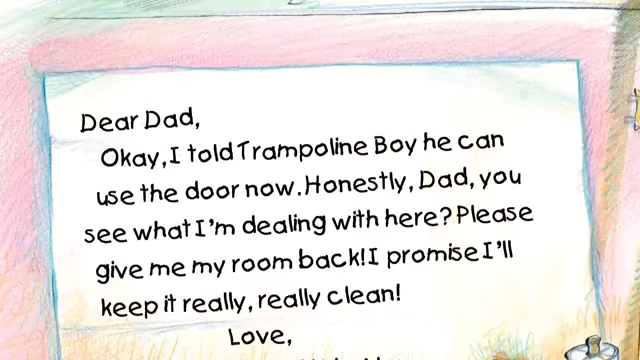 Dear Dad,
Okay, I told Trampoline Boy he can
use the door now. Honestly, Dad, you
see what I'm dealing with here? Please
give me my room back! I promise I'll
keep it really, really clean!
Love,